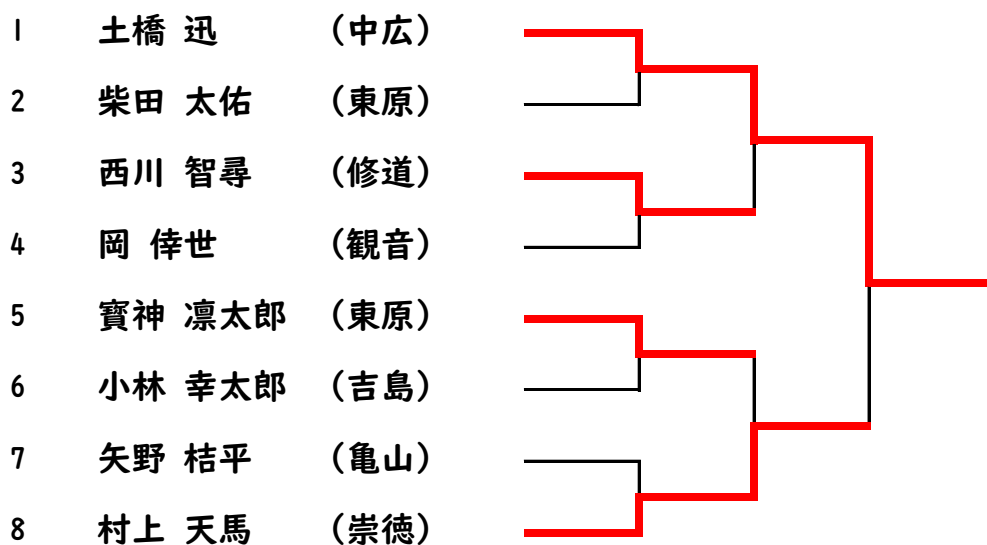 1 土橋 迅 （中広）
2 柴田 太佑 （東原）
3 西川 智尋 （修道）
4 岡 倖世 （観音）
5 寳神 凛太郎 （東原）
6 小林 幸太郎 （吉島）
7 矢野 桔平 （亀山）
8 村上 天馬 （崇徳）